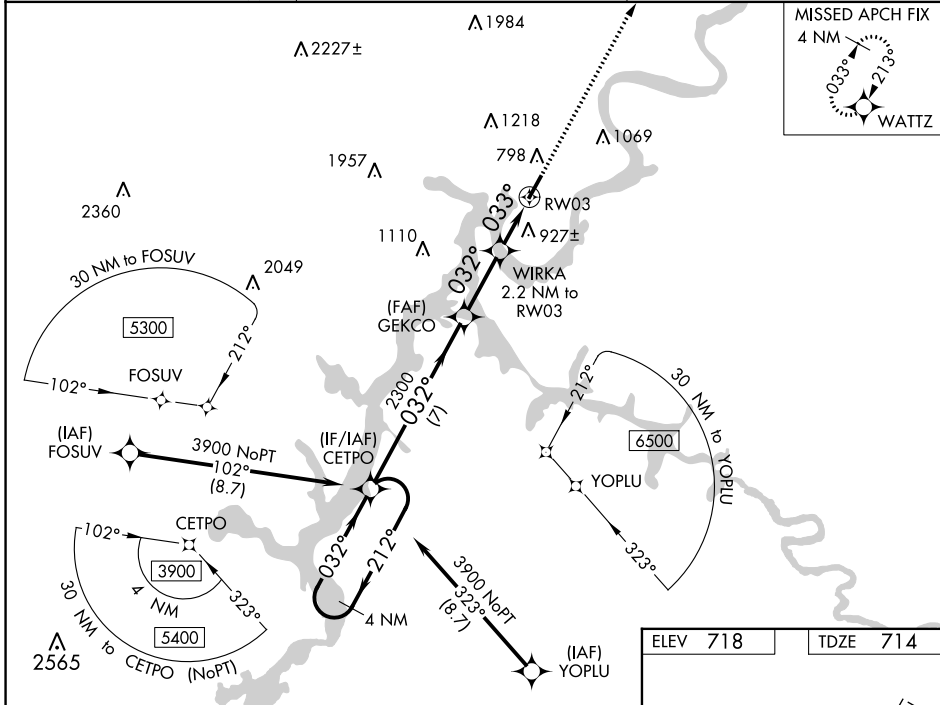 MISSED APCH FIX
4 NM
033°
213°
WATTZ
1984
2227±
1218
798
1069
1957
2360
RW03
033°
1110
927±
032°
WIRKA
2.2 NM to
RW03
30 NM to FOSUV
2049
5300
212°
FOSUV
102°
(FAF)
GEKCO
2300
032°
(7)
212°
30 NM to YOPLU
6500
YOPLU
323°
(IAF)
FOSUV
3900 NoPT
102°
(8.7)
(IF/IAF)
CETPO
102°
CETPO
3900
4 NM
323°
5400
30 NM to CETPO (NoPT)
2565
032°
212°
4 NM
3900 NoPT
323°
(8.7)
(IAF)
YOPLU
ELEV 718
TDZE 714